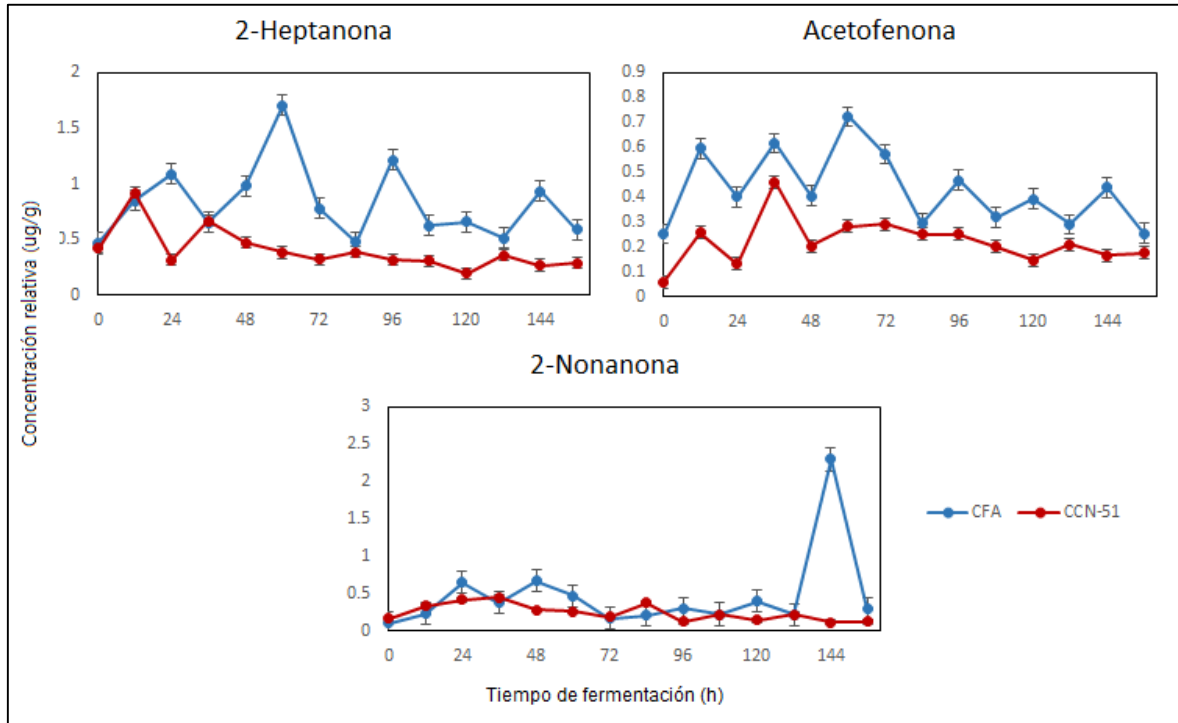 2-Heptanona
2
1.5
1
0.5
0
0 24 48 72 96 120 144
Acetofenona
0.9
0.8
0.7
0.6
0.5
0.4
0.3
0.2
0.1
0
0 24 48 72 96 120 144
2-Nonanona
3
2.5
2
1.5
1
0.5
0
0 24 48 72 96 120 144
CFA CCN-51
Concentración relativa (ug/g)
Tiempo de fermentación (h)